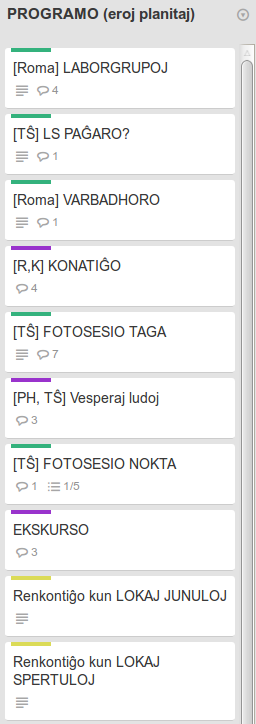 PROGRAMO (eroj planitaj)
[Roma] LABORGRUPOJ
4
[TŜ] LS PAĜARO?
1
[Roma] VARBADHORO
1
[R,K] KONATIĜO
4
[TŜ] FOTOSESIO TAGA
7
[PH, TŜ] Vesperaj ludoj
3
[TŜ] FOTOSESIO NOKTA
1 1/5
EKSKURSO
3
Renkontiĝo kun LOKAJ JUNULOJ
Renkontiĝo kun LOKAJ
SPERTULOJ